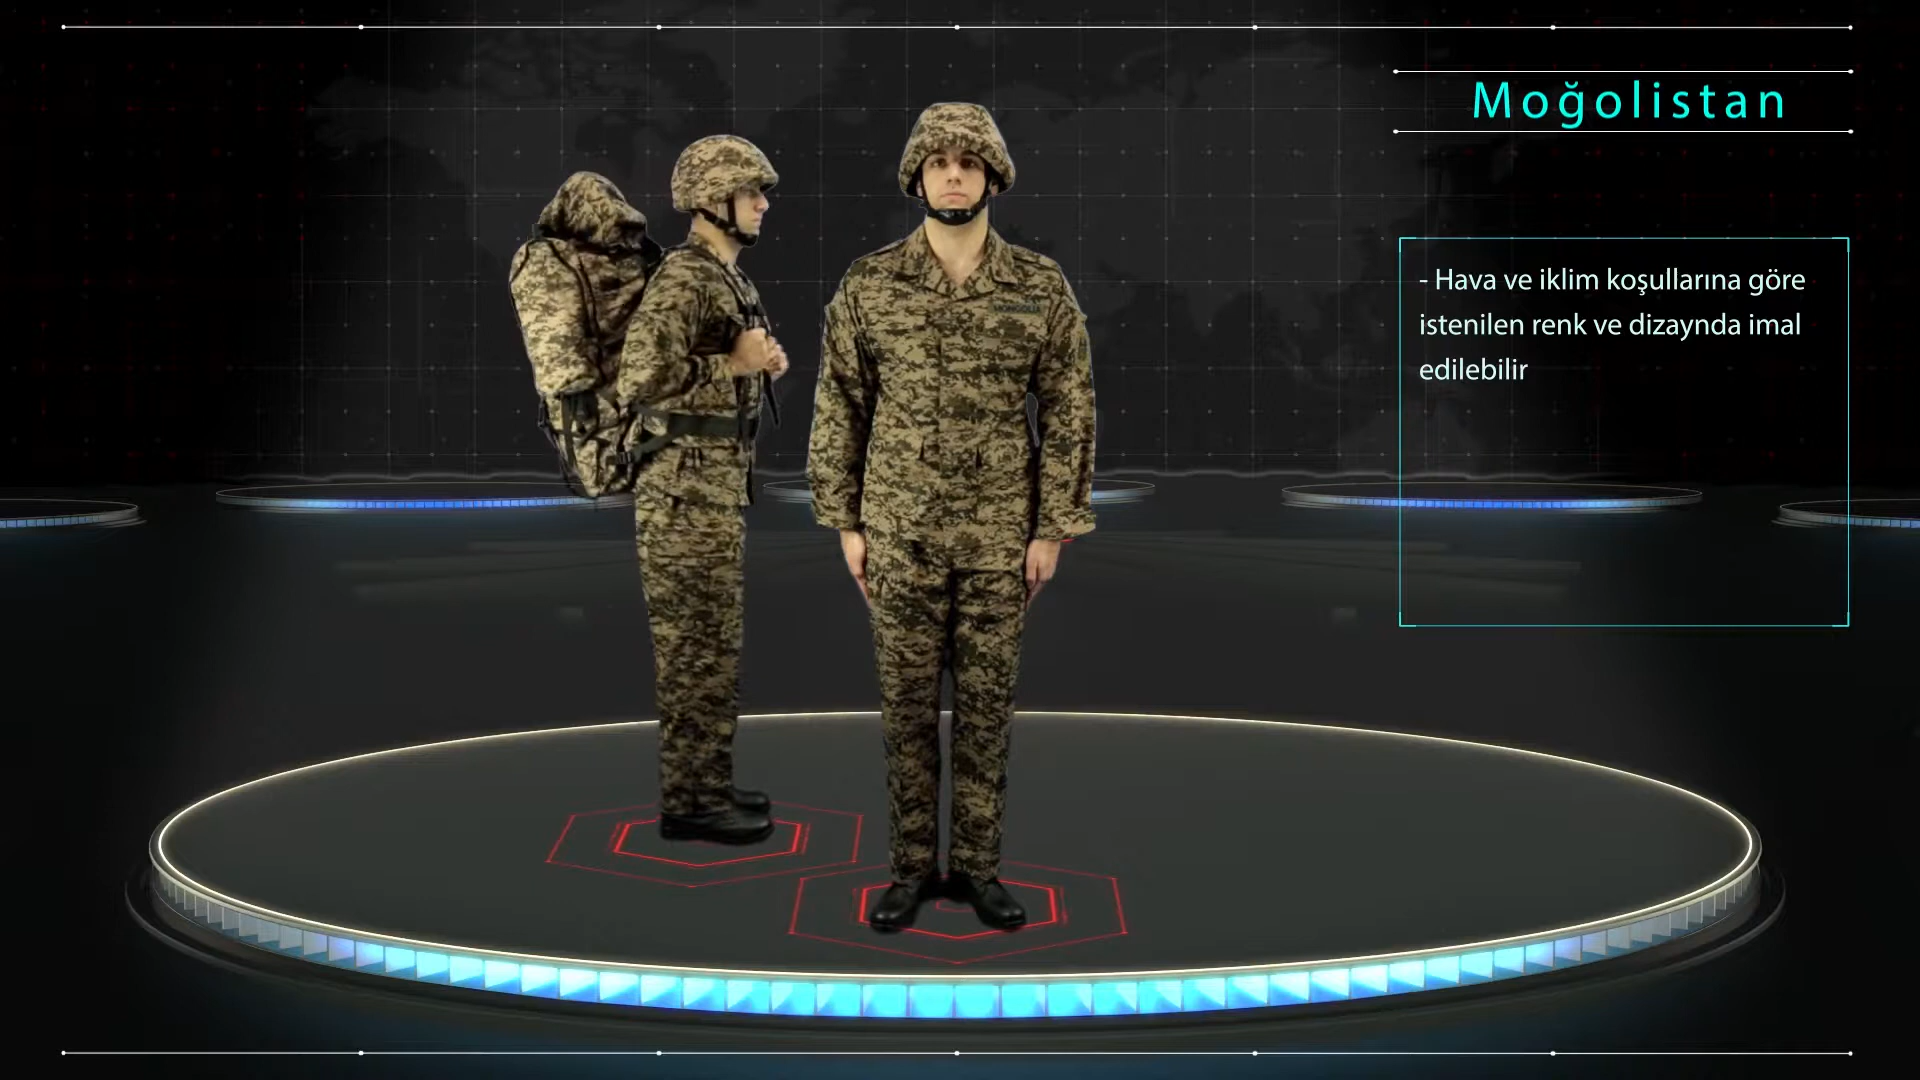 Moğolistan
- Hava ve iklim koşullarına göre
istenilen renk ve dizaynda imal
edilebilir